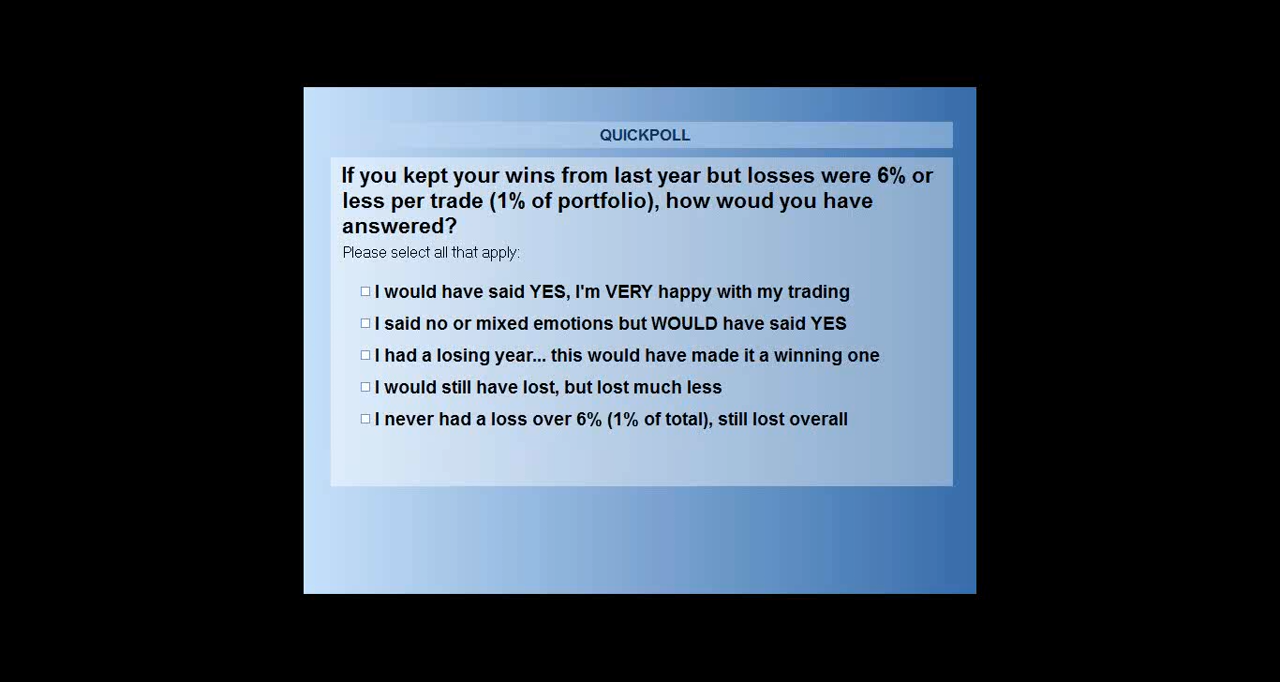 QUICKPOLL
If you kept your wins from last year but losses were 6% or
less per trade (1% of portfolio), how woud you have
answered?
Please select all that apply:
I would have said YES, I'm VERY happy with my trading
I said no or mixed emotions but WOULD have said YES
I had a losing year... this would have made it a winning one
I would still have lost, but lost much less
I never had a loss over 6% (1% of total), still lost overall